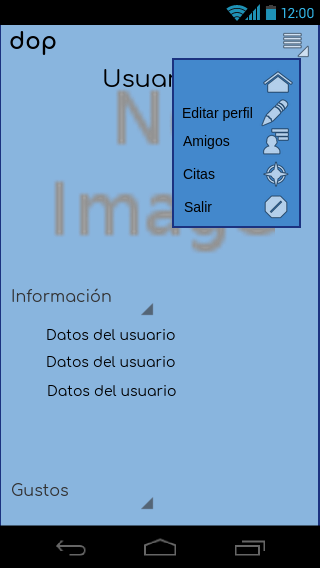 12:00
dop
Usuar
Editar perfil
Amigos
Citas
Salir
Información
Datos del usuario
Datos del usuario
Datos del usuario
Gustos